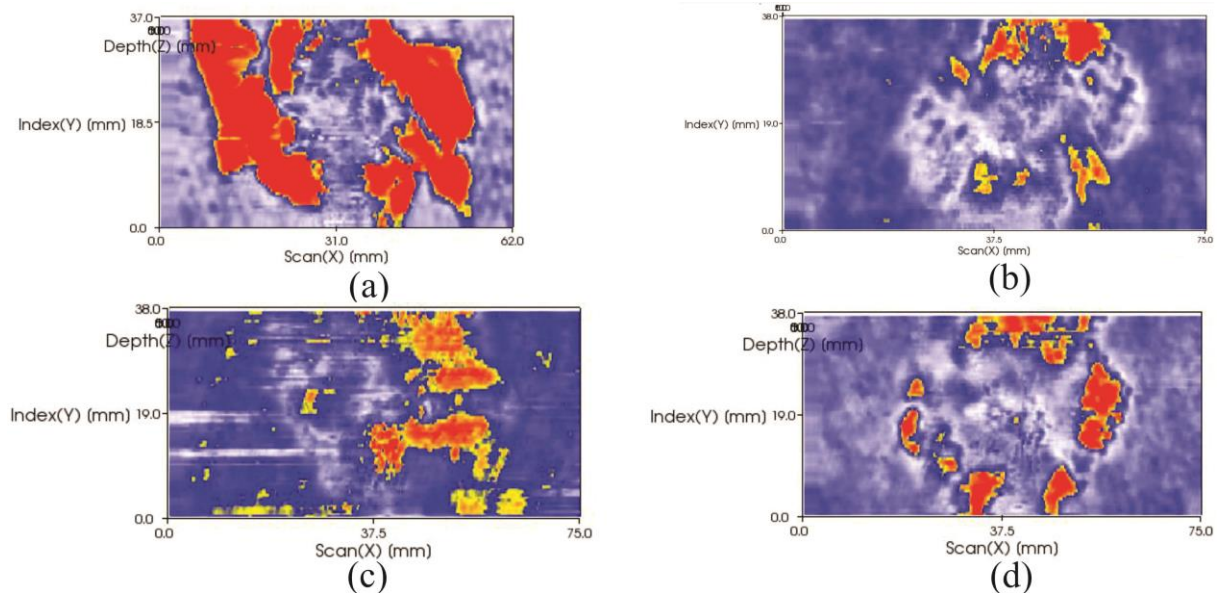 37.0
Depth(Z) [mm]
Index(Y) [mm]
18.5
0.0
0.0
31.0
62.0
Scan(X) [mm]
(a)
38.0
Index(Y) [mm]
19.0
0.0
0.0
37.5
75.0
Scan(X) [mm]
(b)
38.0
Depth(Z) [mm]
Index(Y) [mm]
19.0
0.0
0.0
37.5
75.0
Scan(X) [mm]
(c)
38.0
Depth(Z) [mm]
Index(Y) [mm]
19.0
0.0
0.0
37.5
75.0
Scan(X) [mm]
(d)